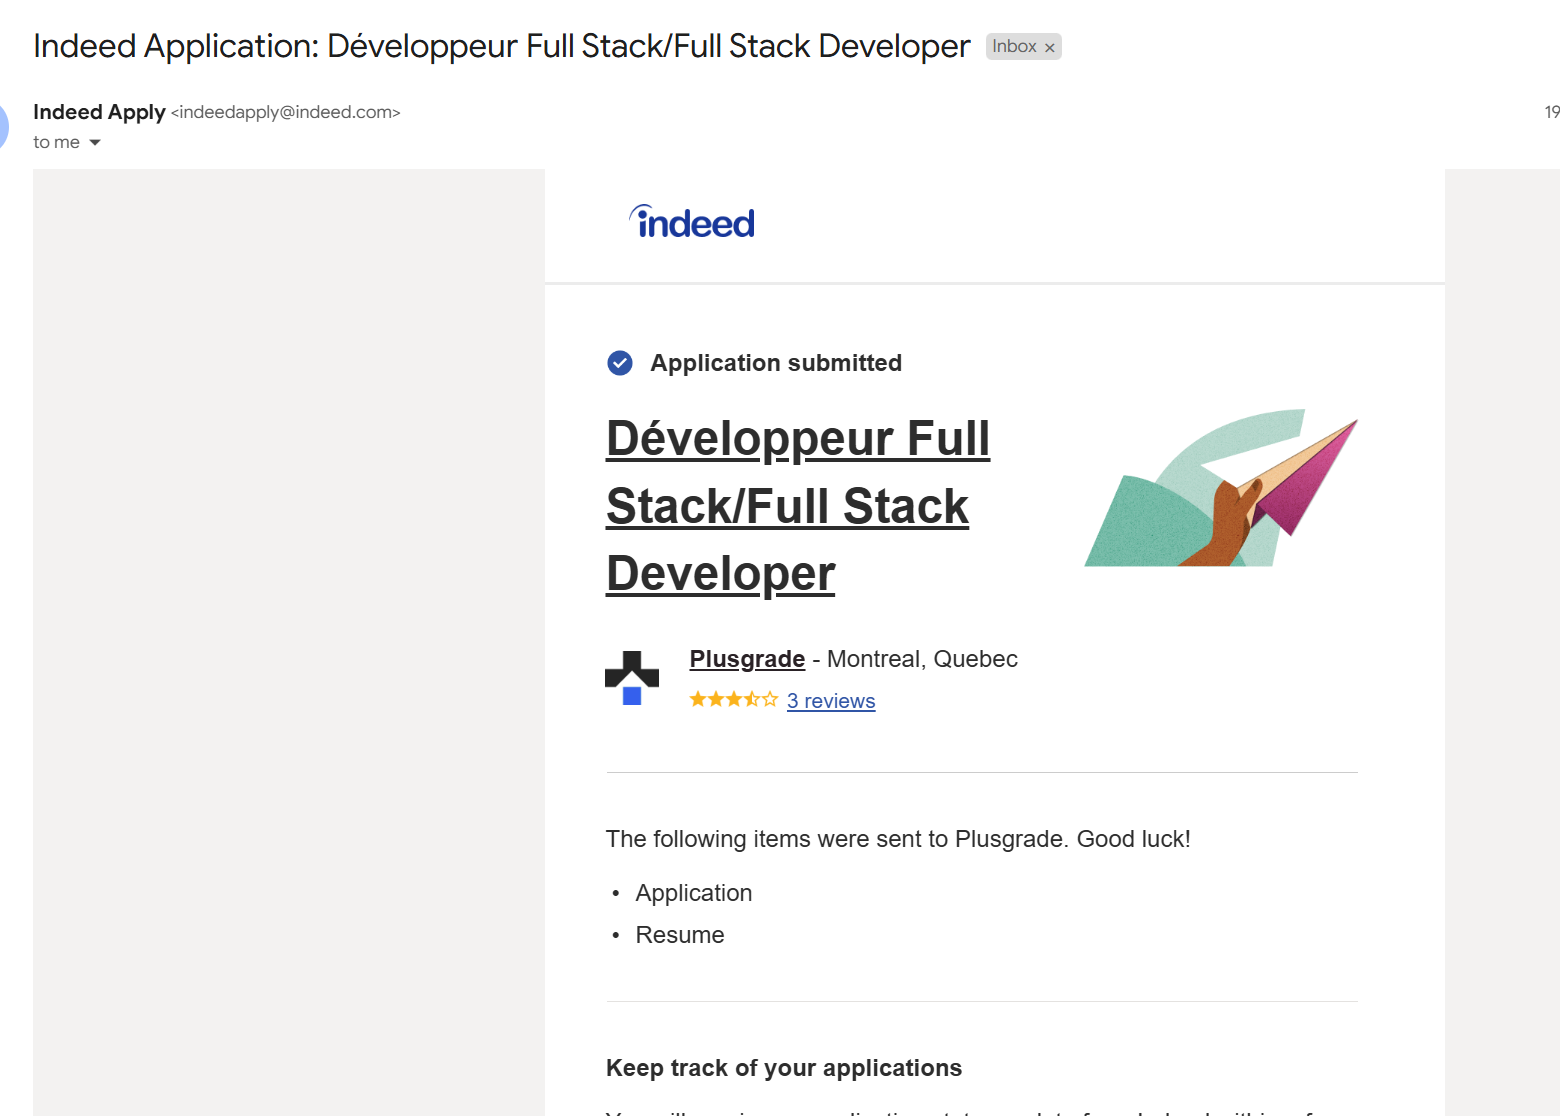 Indeed Application: Développeur Full Stack/Full Stack Developer Inbox ×
Indeed Apply <indeedapply@indeed.com>
19
to me
indeed
Application submitted
Développeur Full
Stack/Full Stack
Developer
Plusgrade - Montreal, Quebec
3 reviews
The following items were sent to Plusgrade. Good luck!
• Application
• Resume
Keep track of your applications